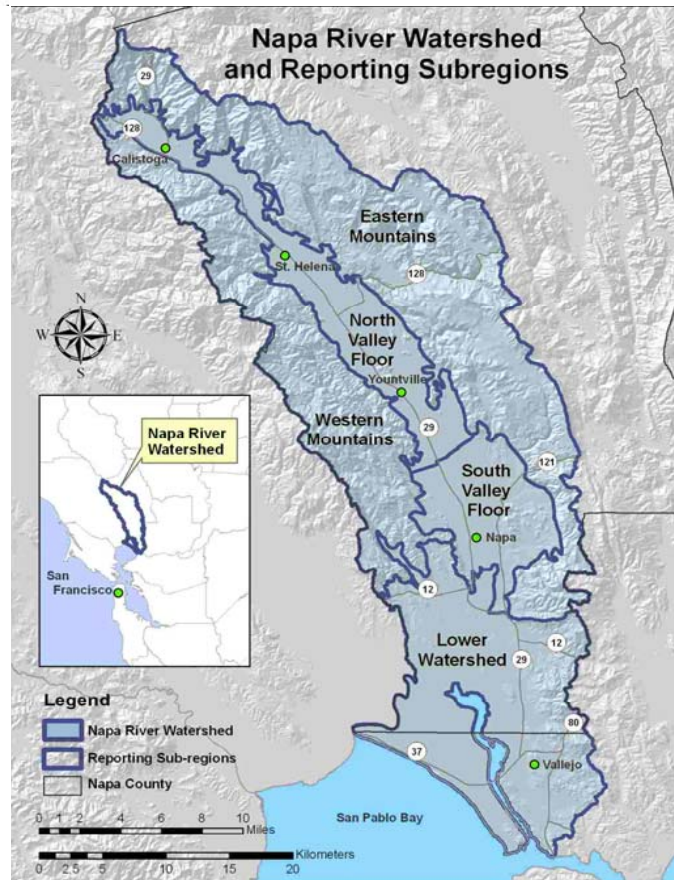 Napa River Watershed
and Reporting Subregions
29
128
Calistoga
Eastern
Mountains
St. Helena
128
North
Valley
Floor
N
W E
S
Yountville
Western
Mountains
29
Napa River
Watershed
121
South
Valley
Floor
Napa
San
Francisco
12
Lower
Watershed
12
29
Legend
Napa River Watershed
Reporting Sub-regions
Napa County
80
37
Vallejo
San Pablo Bay
0 1 2 4 6 8 10
Miles
Kilometers
0 2.5 5 10 15 20